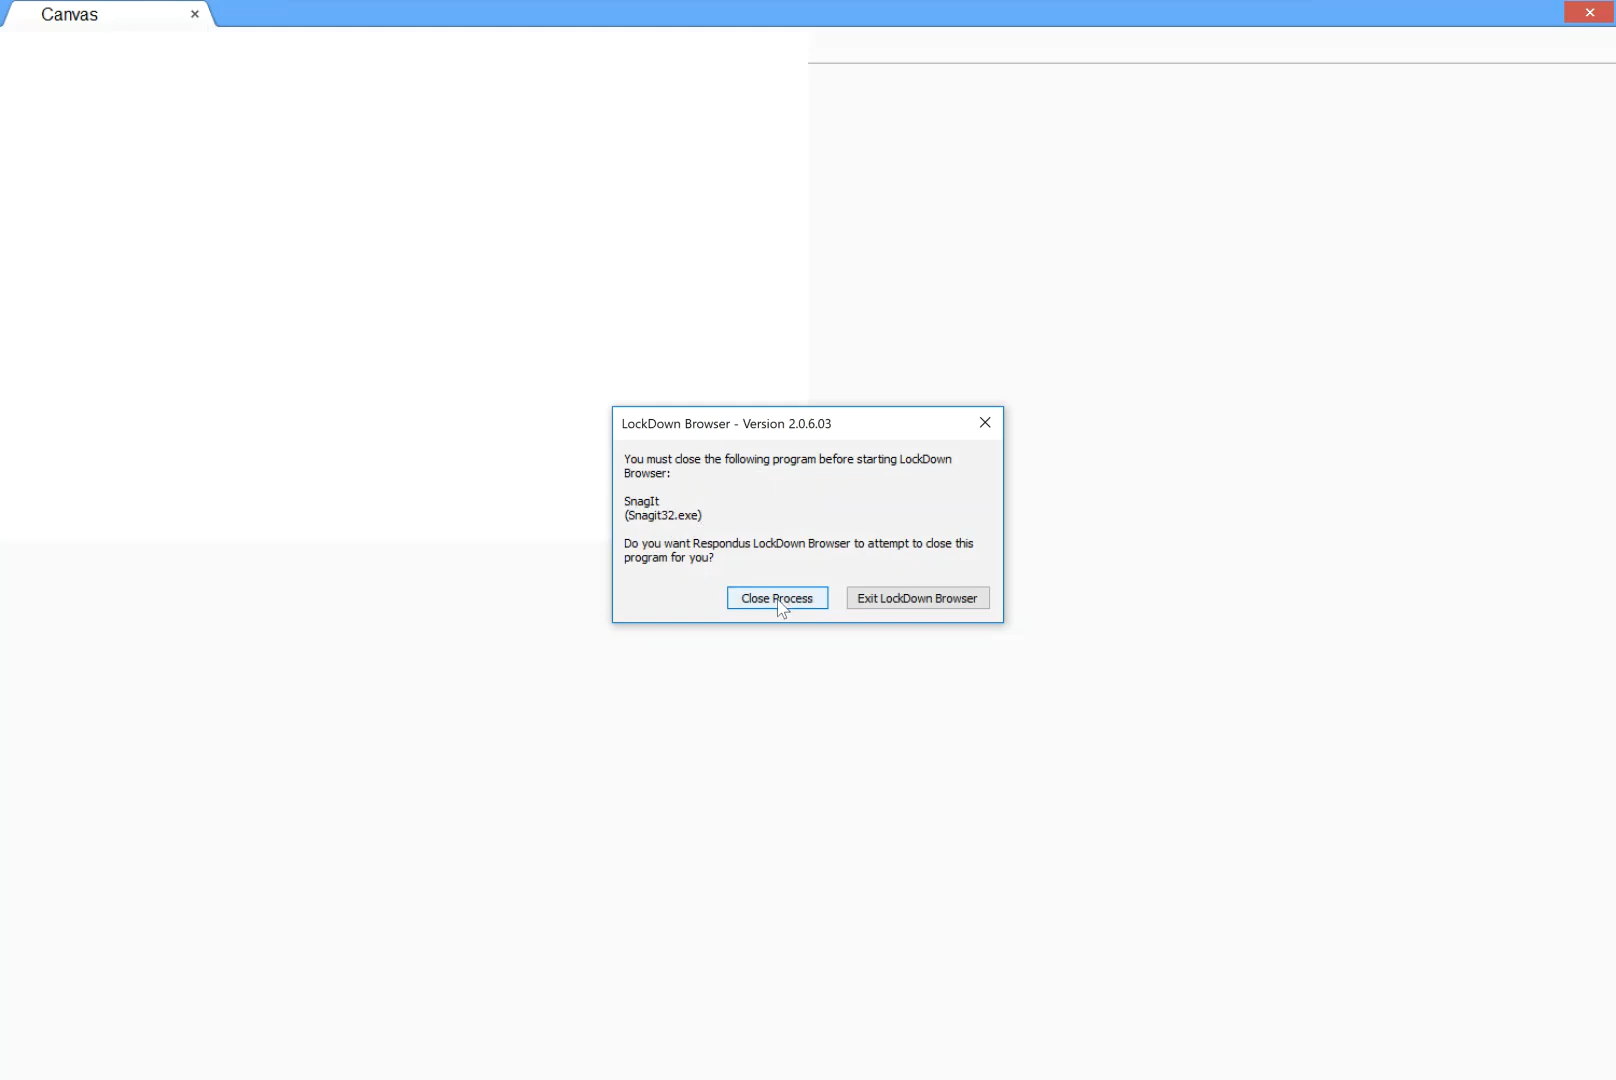 Canvas
LockDown Browser - Version 2.0.6.03
You must close the following program before starting LockDown
Browser:
SnagIt
(Snagit32.exe)
Do you want Respondus LockDown Browser to attempt to close this
program for you?
Close Process
Exit LockDown Browser